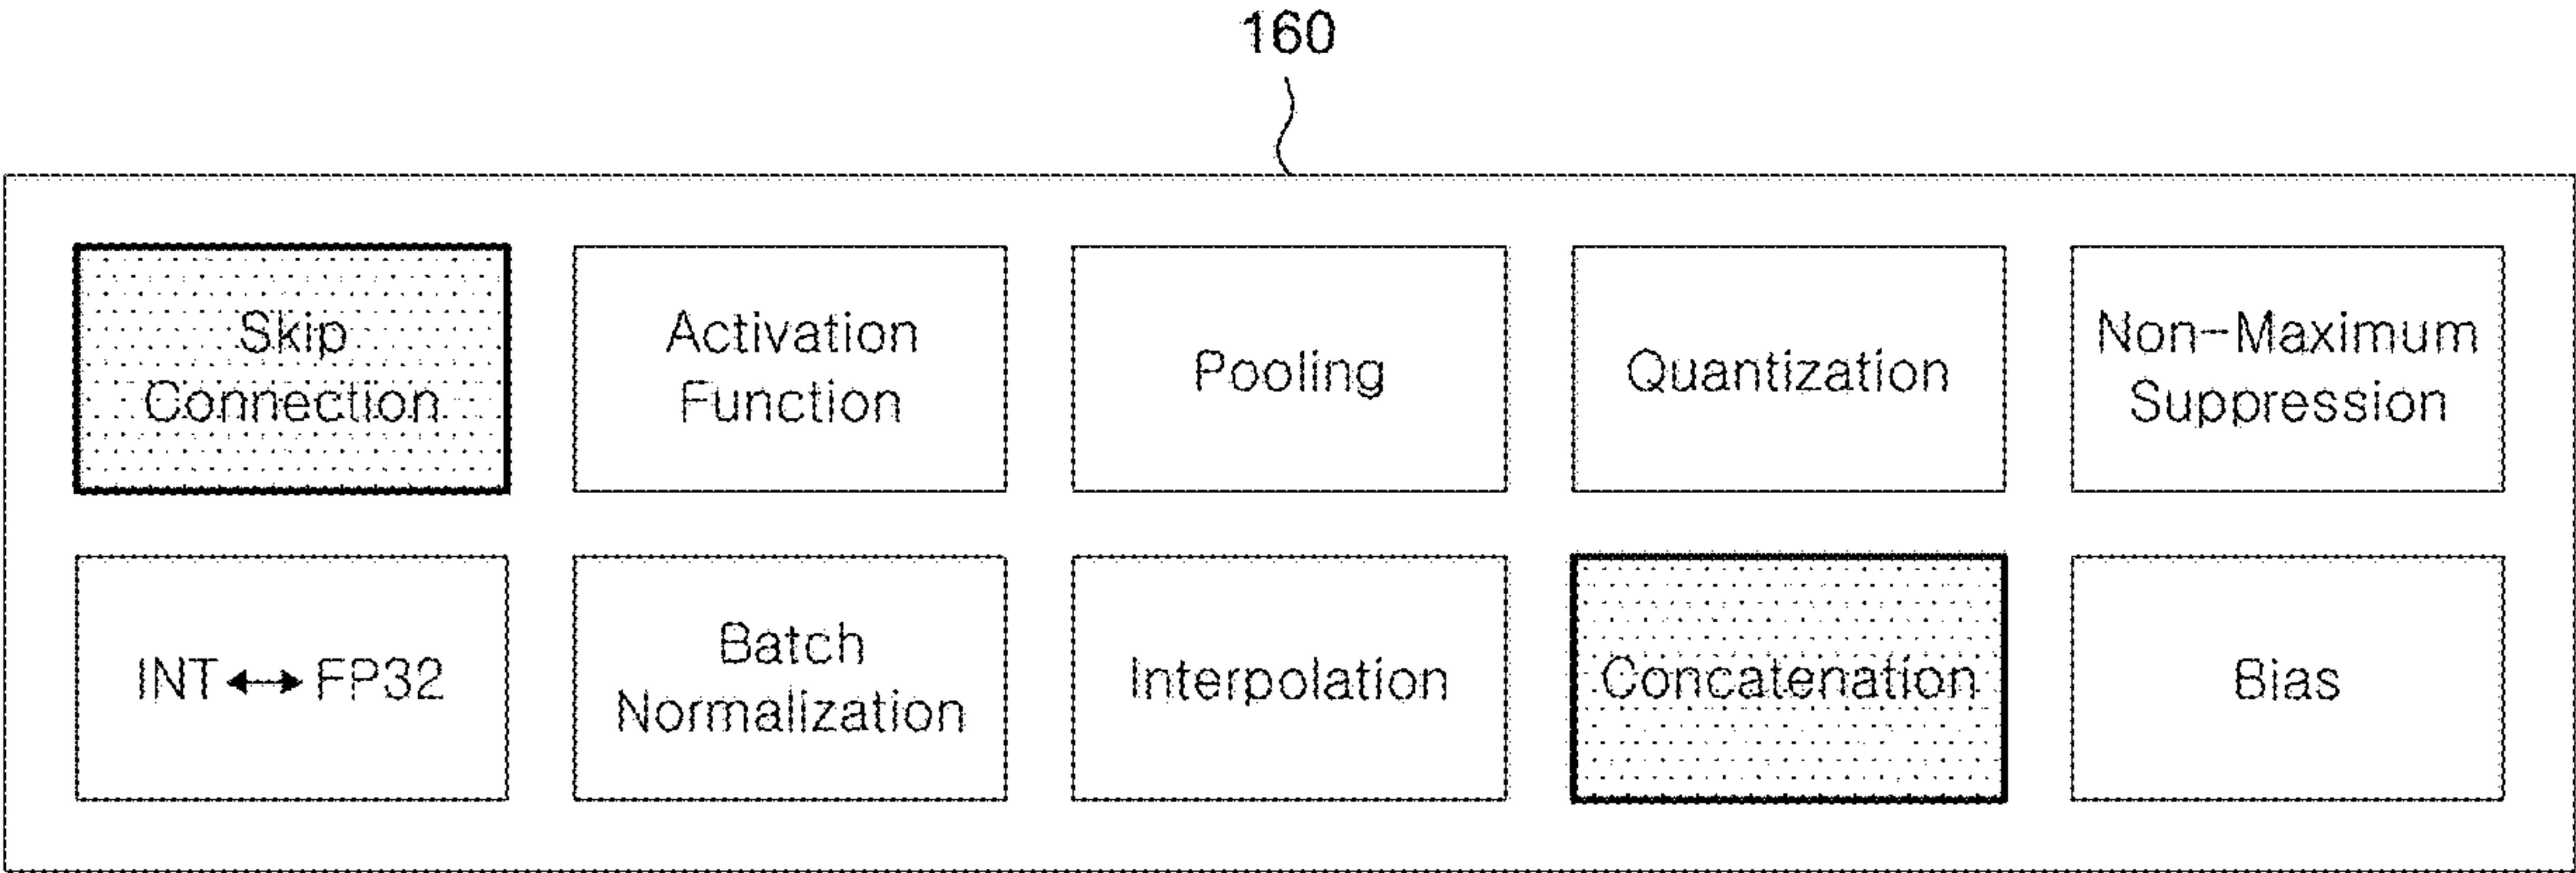 160
Skip
Connection
Activation
Function
Pooling
Quantization
Non-Maximum
Suppression
INT↔FP32
Batch
Normalization
Interpolation
Concatenation
Bias